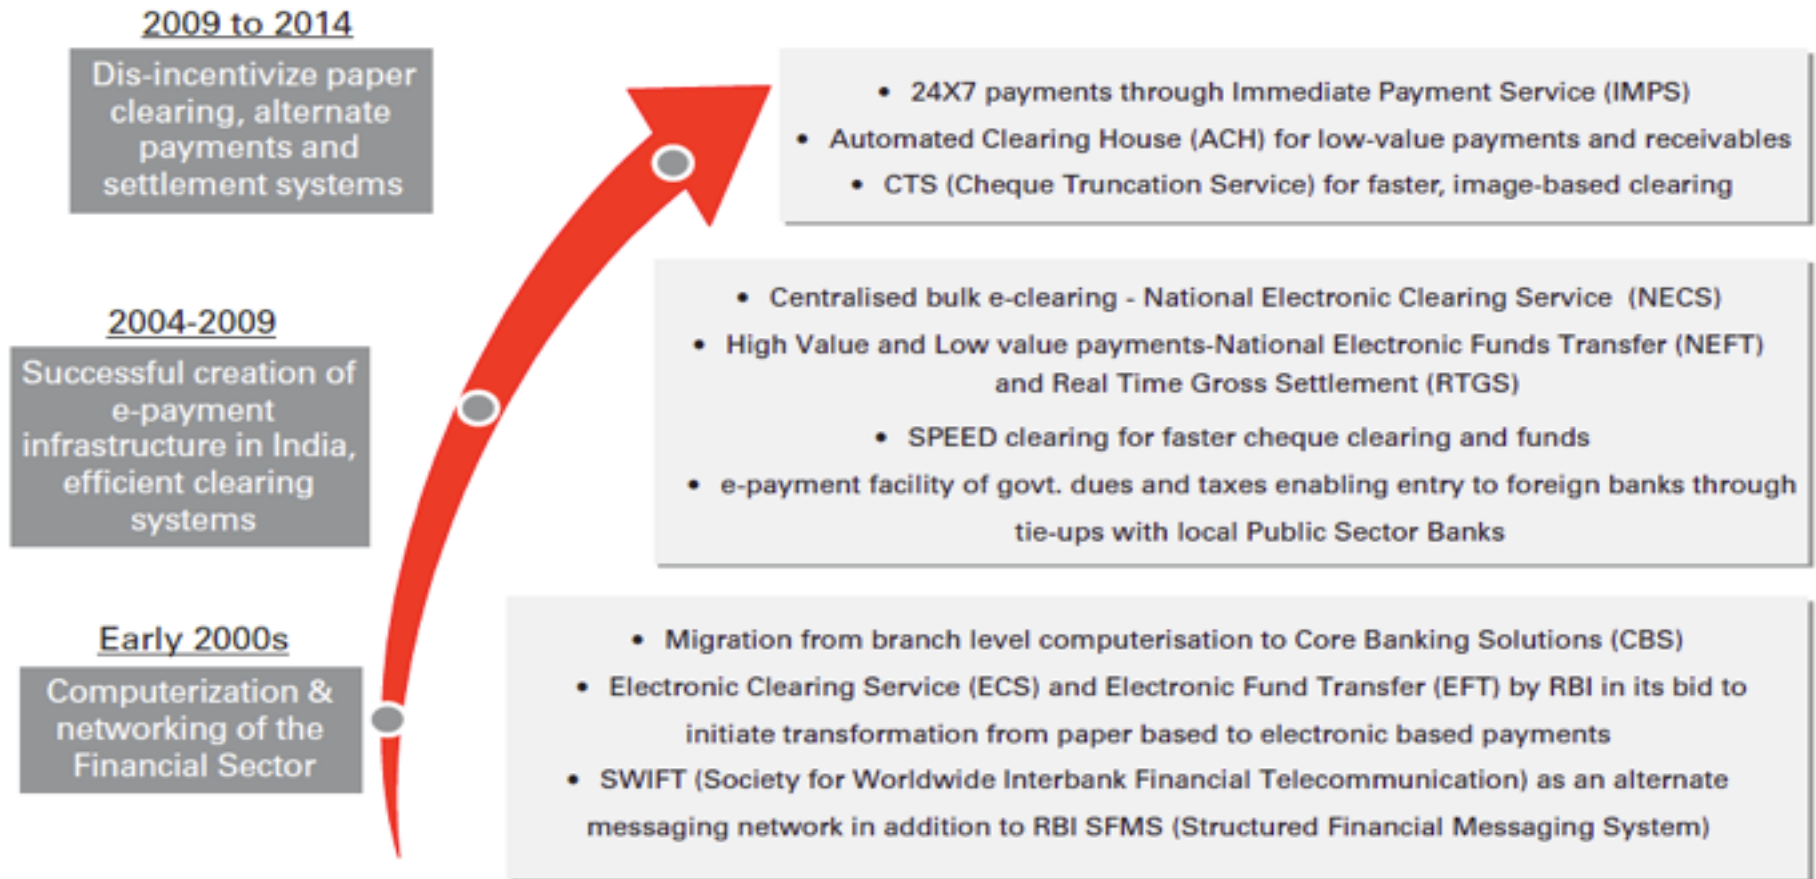 2009 to 2014
Dis-incentivize paper
clearing, alternate
payments and
settlement systems
• 24X7 payments through Immediate Payment Service (IMPS)
• Automated Clearing House (ACH) for low-value payments and receivables
• CTS (Cheque Truncation Service) for faster, image-based clearing
2004-2009
Successful creation of
e-payment
infrastructure in India,
efficient clearing
systems
• Centralised bulk e-clearing - National Electronic Clearing Service (NECS)
• High Value and Low value payments-National Electronic Funds Transfer (NEFT)
and Real Time Gross Settlement (RTGS)
• SPEED clearing for faster cheque clearing and funds
• e-payment facility of govt. dues and taxes enabling entry to foreign banks through
tie-ups with local Public Sector Banks
Early 2000s
Computerization &
networking of the
Financial Sector
• Migration from branch level computerisation to Core Banking Solutions (CBS)
• Electronic Clearing Service (ECS) and Electronic Fund Transfer (EFT) by RBI in its bid to
initiate transformation from paper based to electronic based payments
• SWIFT (Society for Worldwide Interbank Financial Telecommunication) as an alternate
messaging network in addition to RBI SFMS (Structured Financial Messaging System)